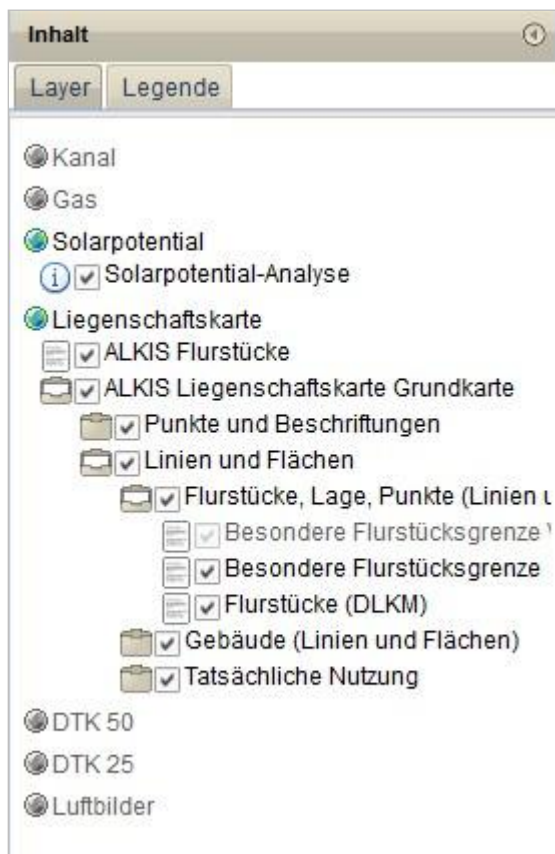 Inhalt
Layer Legende
Kanal
Gas
Solarpotential
Solarpotential-Analyse
Liegenschaftskarte
ALKIS Flurstücke
ALKIS Liegenschaftskarte Grundkarte
Punkte und Beschriftungen
Linien und Flächen
Flurstücke, Lage, Punkte (Linien
Besondere Flurstücksgrenze
Besondere Flurstücksgrenze
Flurstücke (DLKM)
Gebäude (Linien und Flächen)
Tatsächliche Nutzung
DTK 50
DTK 25
Luftbilder